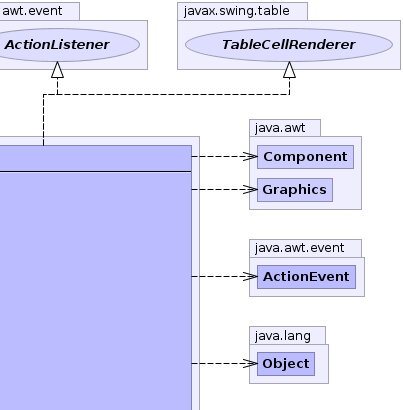 awt.event
javax.swing.table
ActionListener
TableCellRenderer
java.awt
Component
Graphics
java.awt.event
ActionEvent
java.lang
Object